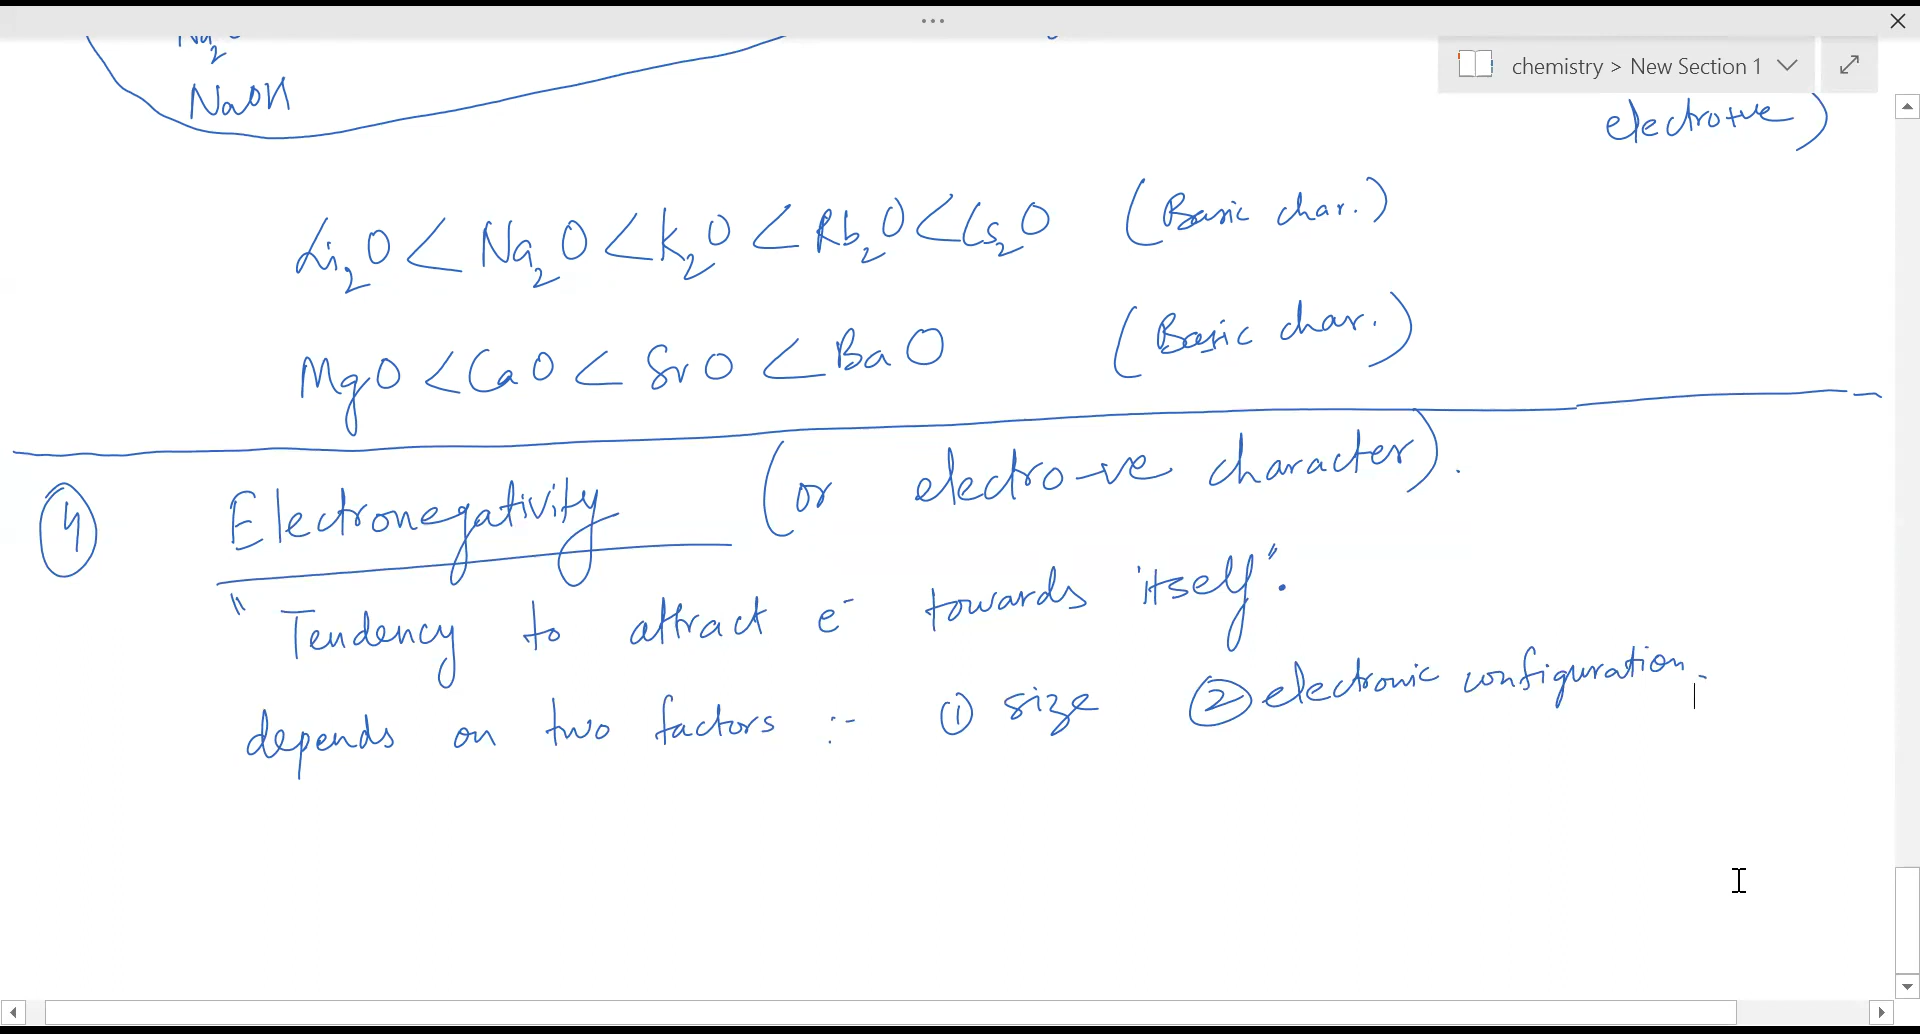 ...
chemistry > New Section 1
NaOH
electro+ve)
Li₂O < Na₂O < K₂O < Rb₂O < Cs₂O (Basic char.)
MgO < CaO < SrO < BaO (Basic char.)
④ Electronegativity (or electro-ve character).
"Tendency to attract e⁻ towards itself".
depends on two factors :- ① size ② electronic configuration.